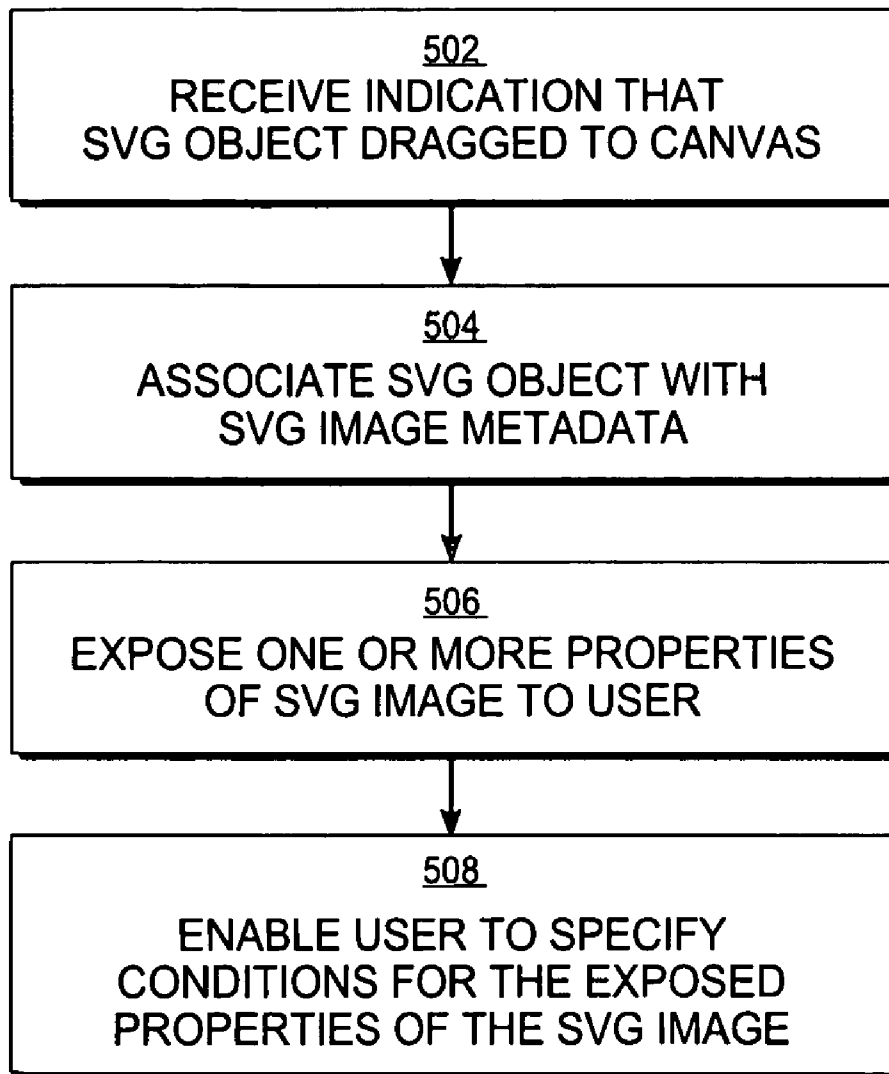 502
RECEIVE INDICATION THAT
SVG OBJECT DRAGGED TO CANVAS
504
ASSOCIATE SVG OBJECT WITH
SVG IMAGE METADATA
506
EXPOSE ONE OR MORE PROPERTIES
OF SVG IMAGE TO USER
508
ENABLE USER TO SPECIFY
CONDITIONS FOR THE EXPOSED
PROPERTIES OF THE SVG IMAGE